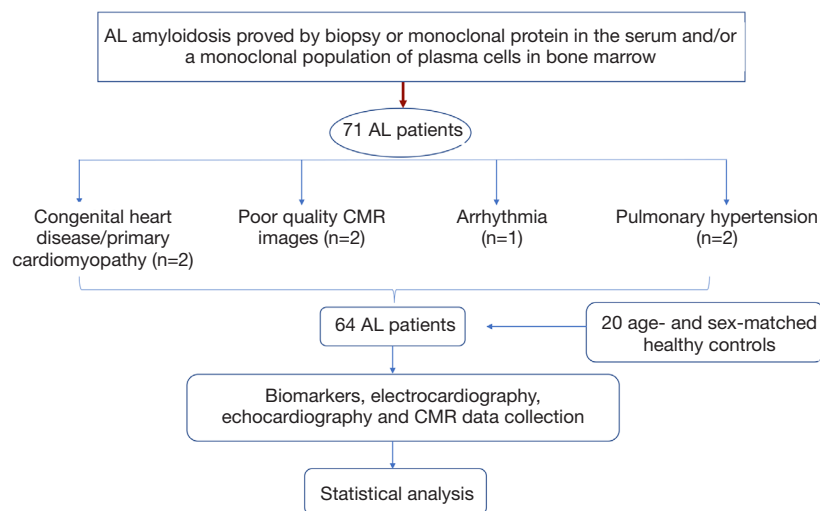 AL amyloidosis proved by biopsy or monoclonal protein in the serum and/or
a monoclonal population of plasma cells in bone marrow
71 AL patients
Congenital heart
disease/primary
cardiomyopathy (n=2)
Poor quality CMR
images (n=2)
Arrhythmia
(n=1)
Pulmonary hypertension
(n=2)
64 AL patients
20 age- and sex-matched
healthy controls
Biomarkers, electrocardiography,
echocardiography and CMR data collection
Statistical analysis